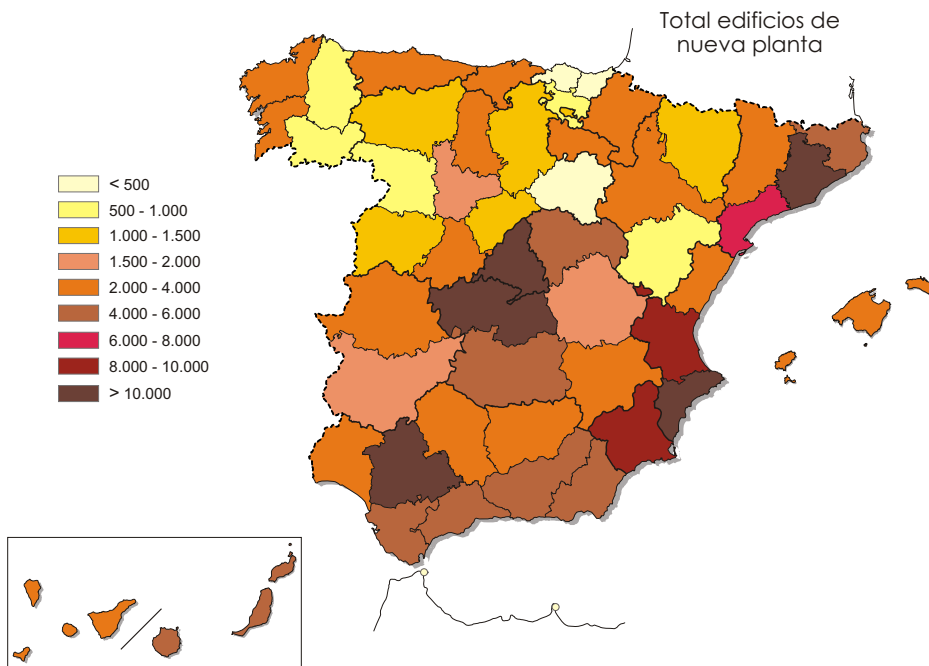 Total edificios de
nueva planta
< 500
500 - 1.000
1.000 - 1.500
1.500 - 2.000
2.000 - 4.000
4.000 - 6.000
6.000 - 8.000
8.000 - 10.000
> 10.000